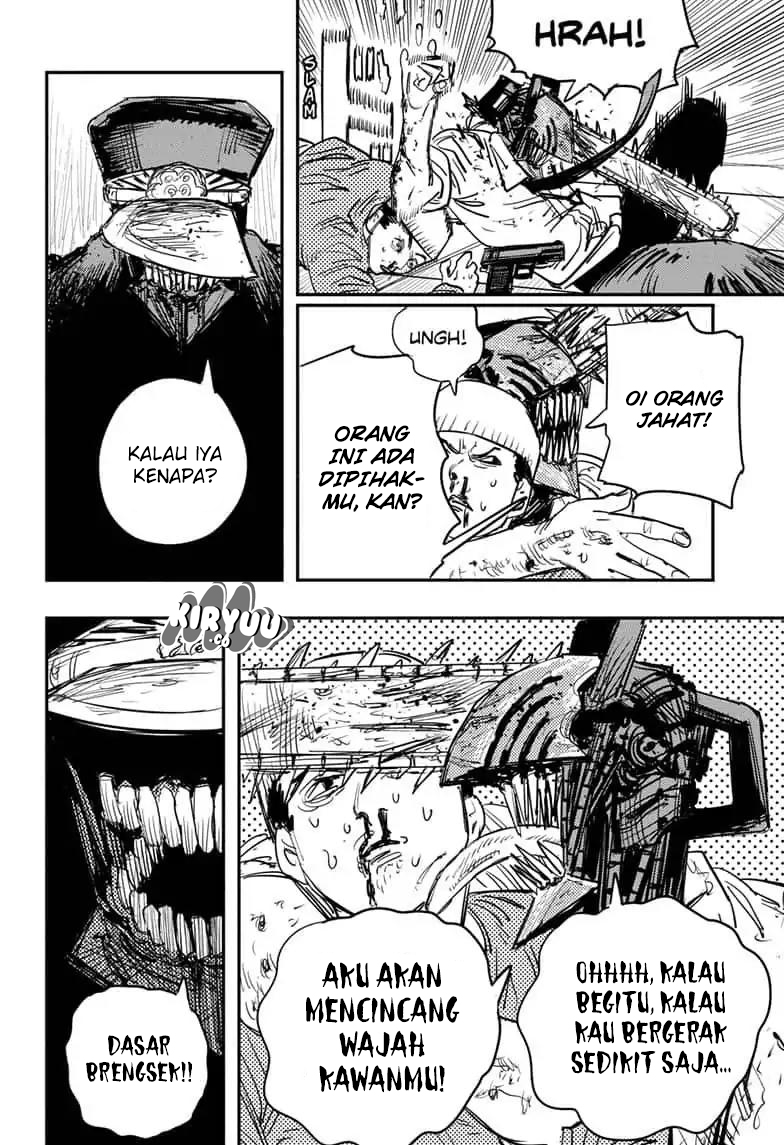 HRAH!
SLAM
OI ORANG
JAHAT!
UNGH!
ORANG
INI ADA
DIPIHAK-
MU, KAN?
KALAU IYA
KENAPA?
KIRYUU
.CO
OHHHH, KALAU
BEGITU, KALAU
KAU BERGERAK
SEDIKIT SAJA...
AKU AKAN
MENCINCANG
WAJAH
KAWANMU!
DASAR
BRENGSEK!!